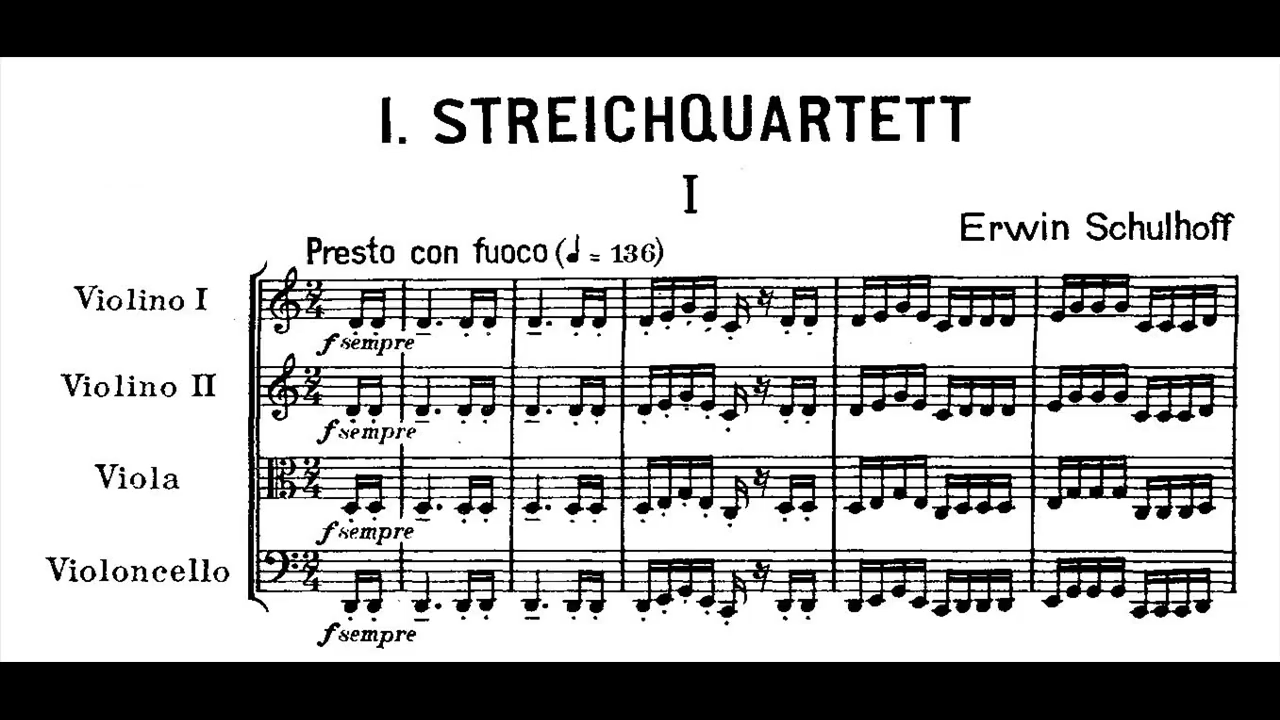 I. STREICHQUARTETT
I
Erwin Schulhoff
Presto con fuoco (♩ = 136)
Violino I
f sempre
Violino II
f sempre
Viola
f sempre
Violoncello
f sempre